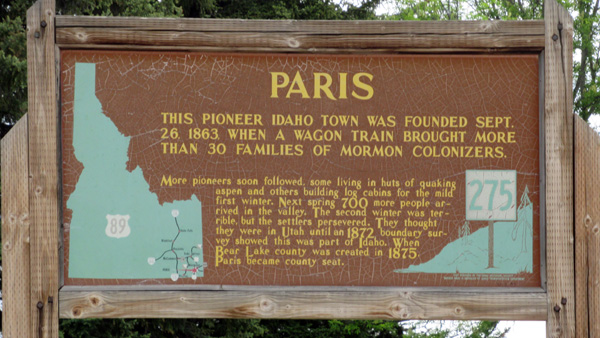 PARIS
THIS PIONEER IDAHO TOWN WAS FOUNDED SEPT.
26, 1863, WHEN A WAGON TRAIN BROUGHT MORE
THAN 30 FAMILIES OF MORMON COLONIZERS.
More pioneers soon followed, some living in huts of quaking
aspen and others building log cabins for the mild
first winter. Next spring 700 more people ar-
rived in the valley. The second winter was ter-
rible, but the settlers persevered. They thought
they were in Utah until an 1872 boundary sur-
vey showed this was part of Idaho. When
Bear Lake county was created in 1875,
Paris became county seat.
275
89